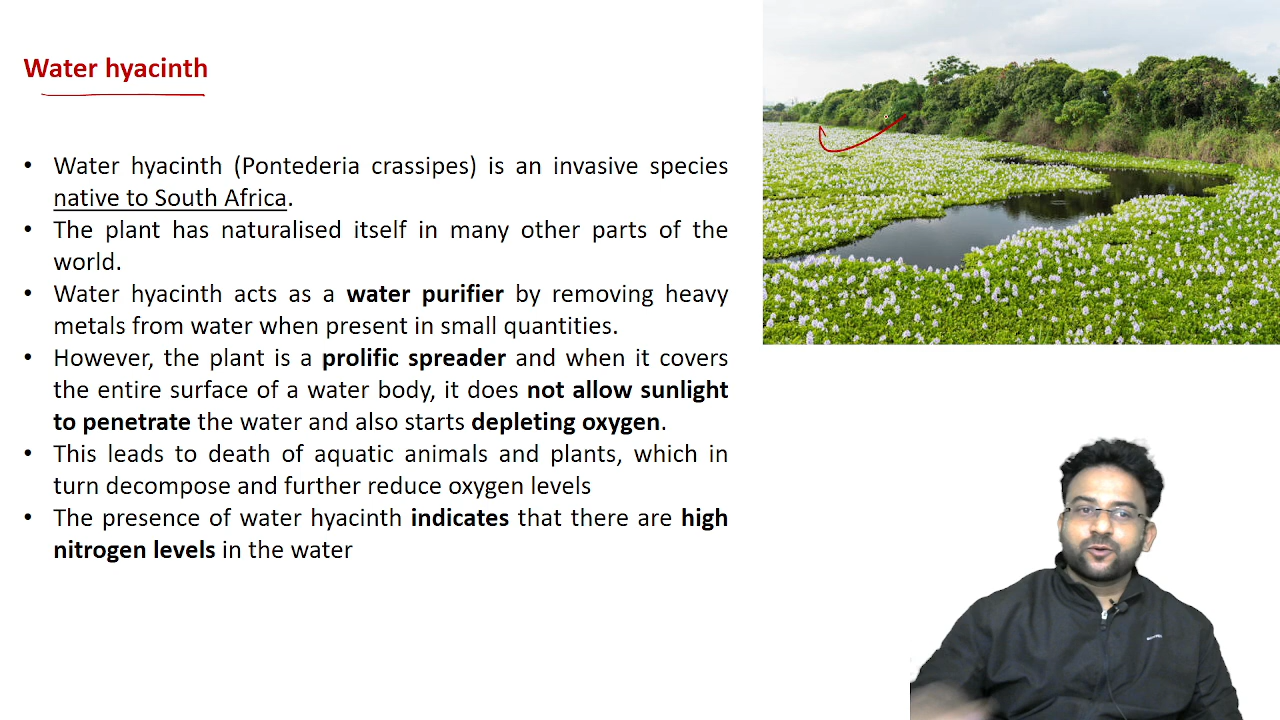 Water hyacinth
• Water hyacinth (Pontederia crassipes) is an invasive species
native to South Africa.
• The plant has naturalised itself in many other parts of the
world.
• Water hyacinth acts as a water purifier by removing heavy
metals from water when present in small quantities.
• However, the plant is a prolific spreader and when it covers
the entire surface of a water body, it does not allow sunlight
to penetrate the water and also starts depleting oxygen.
• This leads to death of aquatic animals and plants, which in
turn decompose and further reduce oxygen levels
• The presence of water hyacinth indicates that there are high
nitrogen levels in the water